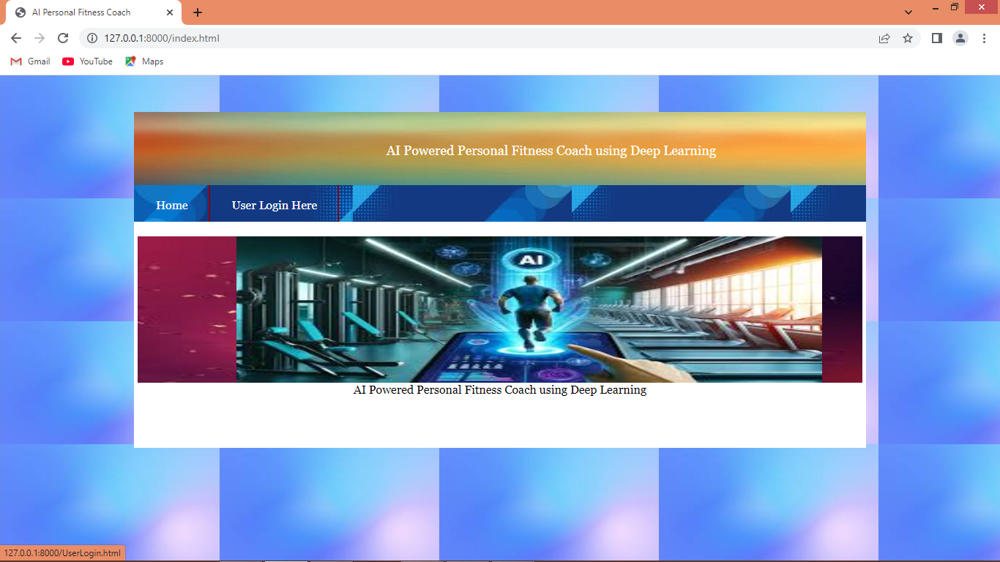 AI Personal Fitness Coach
127.0.0.1:8000/index.html
Gmail
YouTube
Maps
AI Powered Personal Fitness Coach using Deep Learning
Home
User Login Here
AI
AI Powered Personal Fitness Coach using Deep Learning
127.0.0.1:8000/UserLogin.html